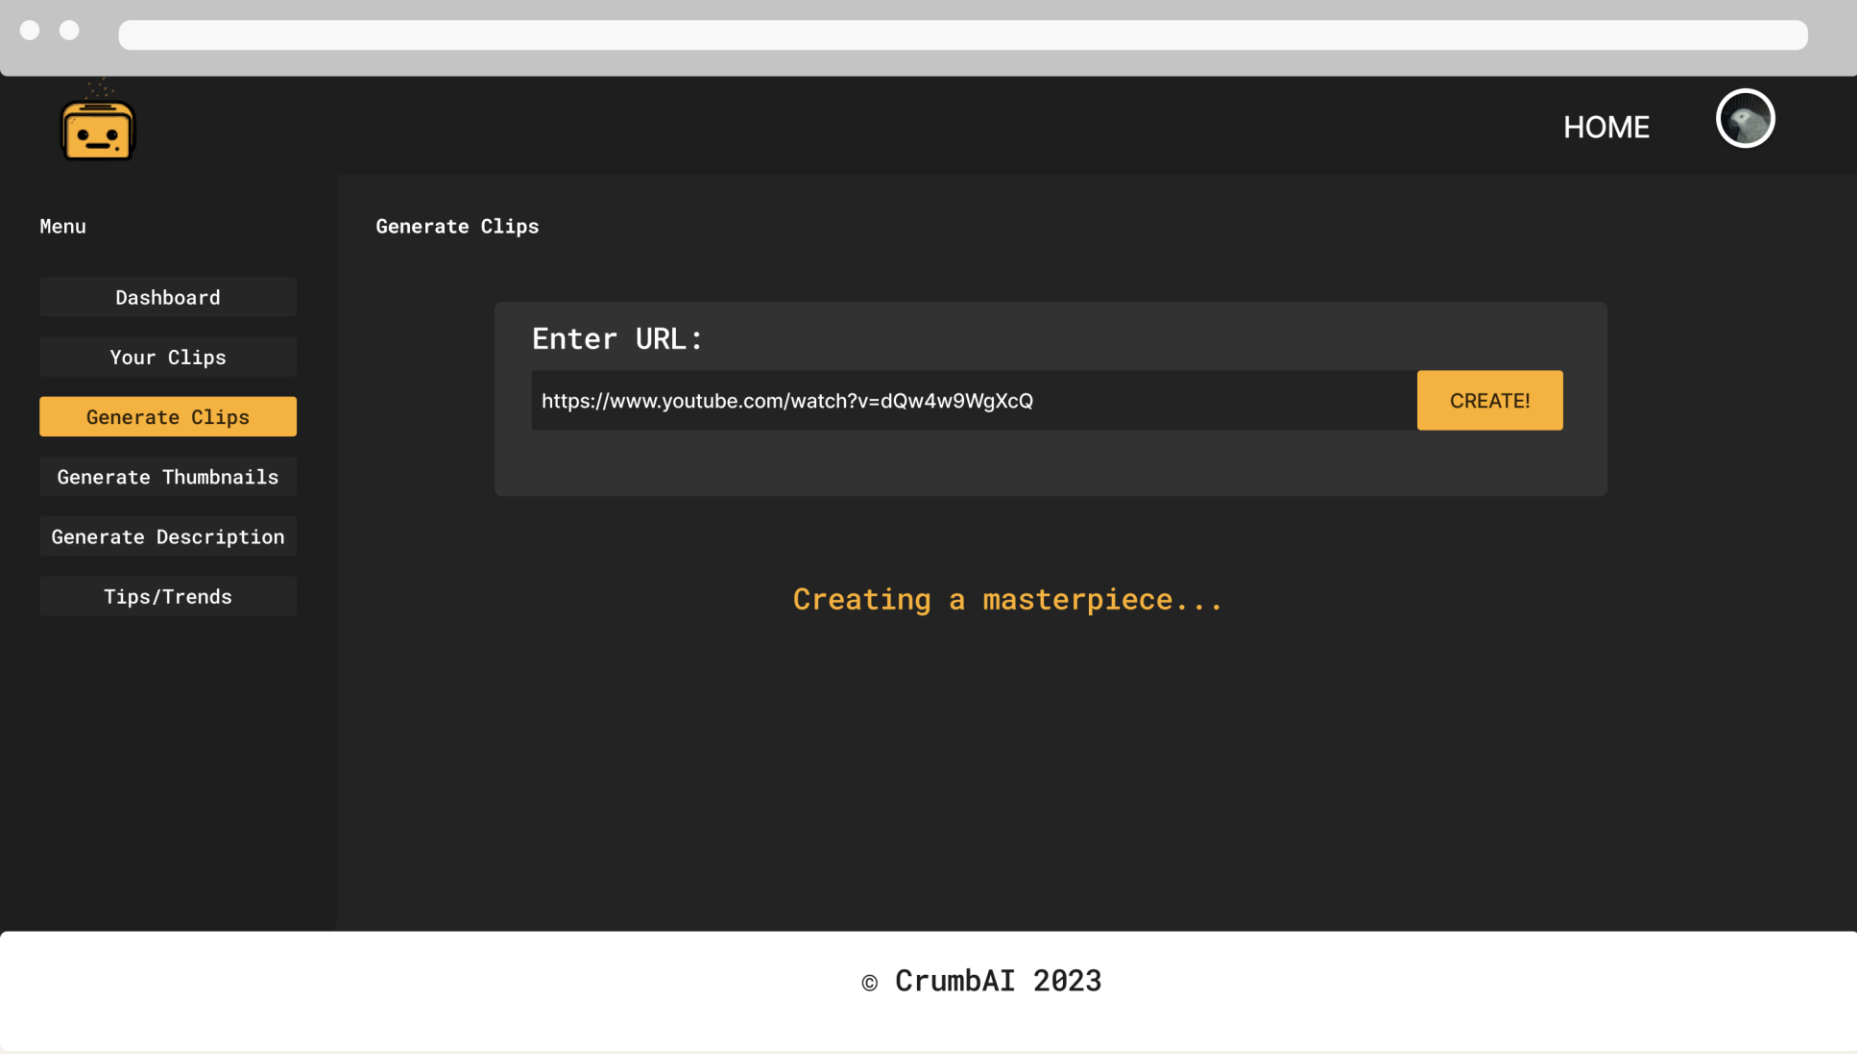 HOME
Menu
Dashboard
Your Clips
Generate Clips
Generate Thumbnails
Generate Description
Tips/Trends
Generate Clips
Enter URL:
https://www.youtube.com/watch?v=dQw4w9WgXcQ
CREATE!
Creating a masterpiece...
© CrumbAI 2023